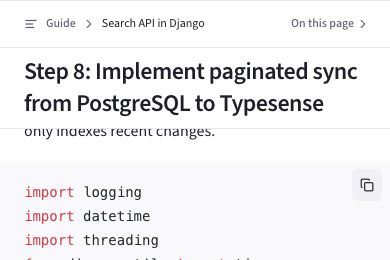 Guide > Search API in Django On this page >
Step 8: Implement paginated sync
from PostgreSQL to Typesense
only indexes recent changes.
import logging
import datetime
import threading